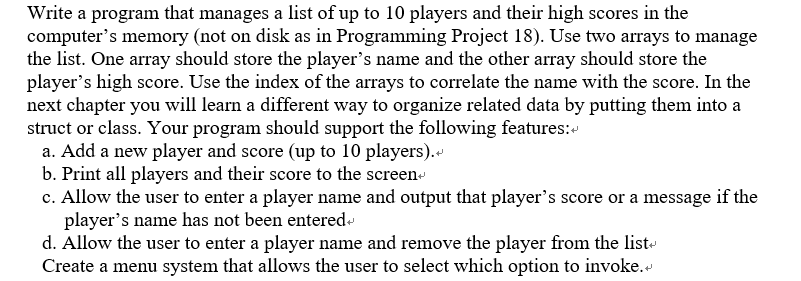 Write a program that manages a list of up to 10 players and their high scores in the
computer's memory (not on disk as in Programming Project 18). Use two arrays to manage
the list. One array should store the player's name and the other array should store the
player's high score. Use the index of the arrays to correlate the name with the score. In the
next chapter you will learn a different way to organize related data by putting them into a
struct or class. Your program should support the following features:↵
a. Add a new player and score (up to 10 players).↵
b. Print all players and their score to the screen↵
c. Allow the user to enter a player name and output that player's score or a message if the
player's name has not been entered↵
d. Allow the user to enter a player name and remove the player from the list↵
Create a menu system that allows the user to select which option to invoke.↵